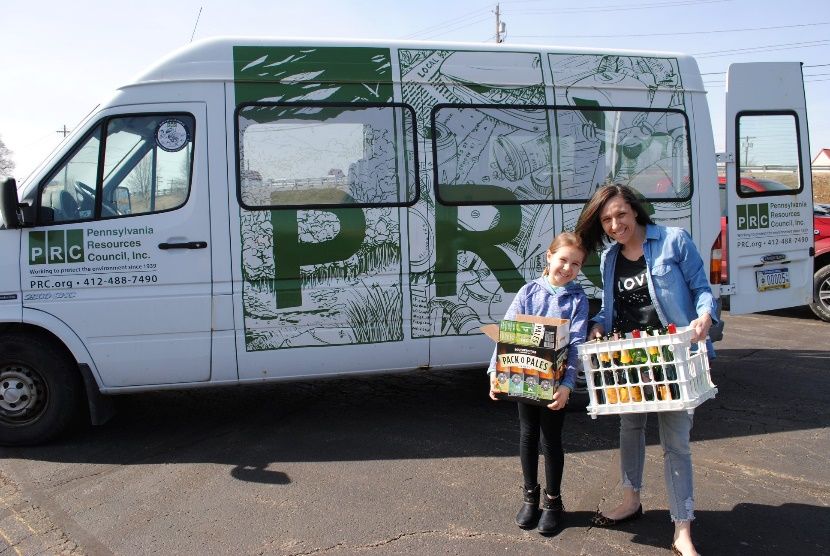 LOCAL
PRC
Pennsylvania
Resources
Council, Inc.
Working to protect the environment since 1939
PRC.org • 412-488-7490
P R
PRC
Pennsylvania
Resources
Council, Inc.
PRC.org • 412-488-7490
PALES
PACK O PALES
LOVE